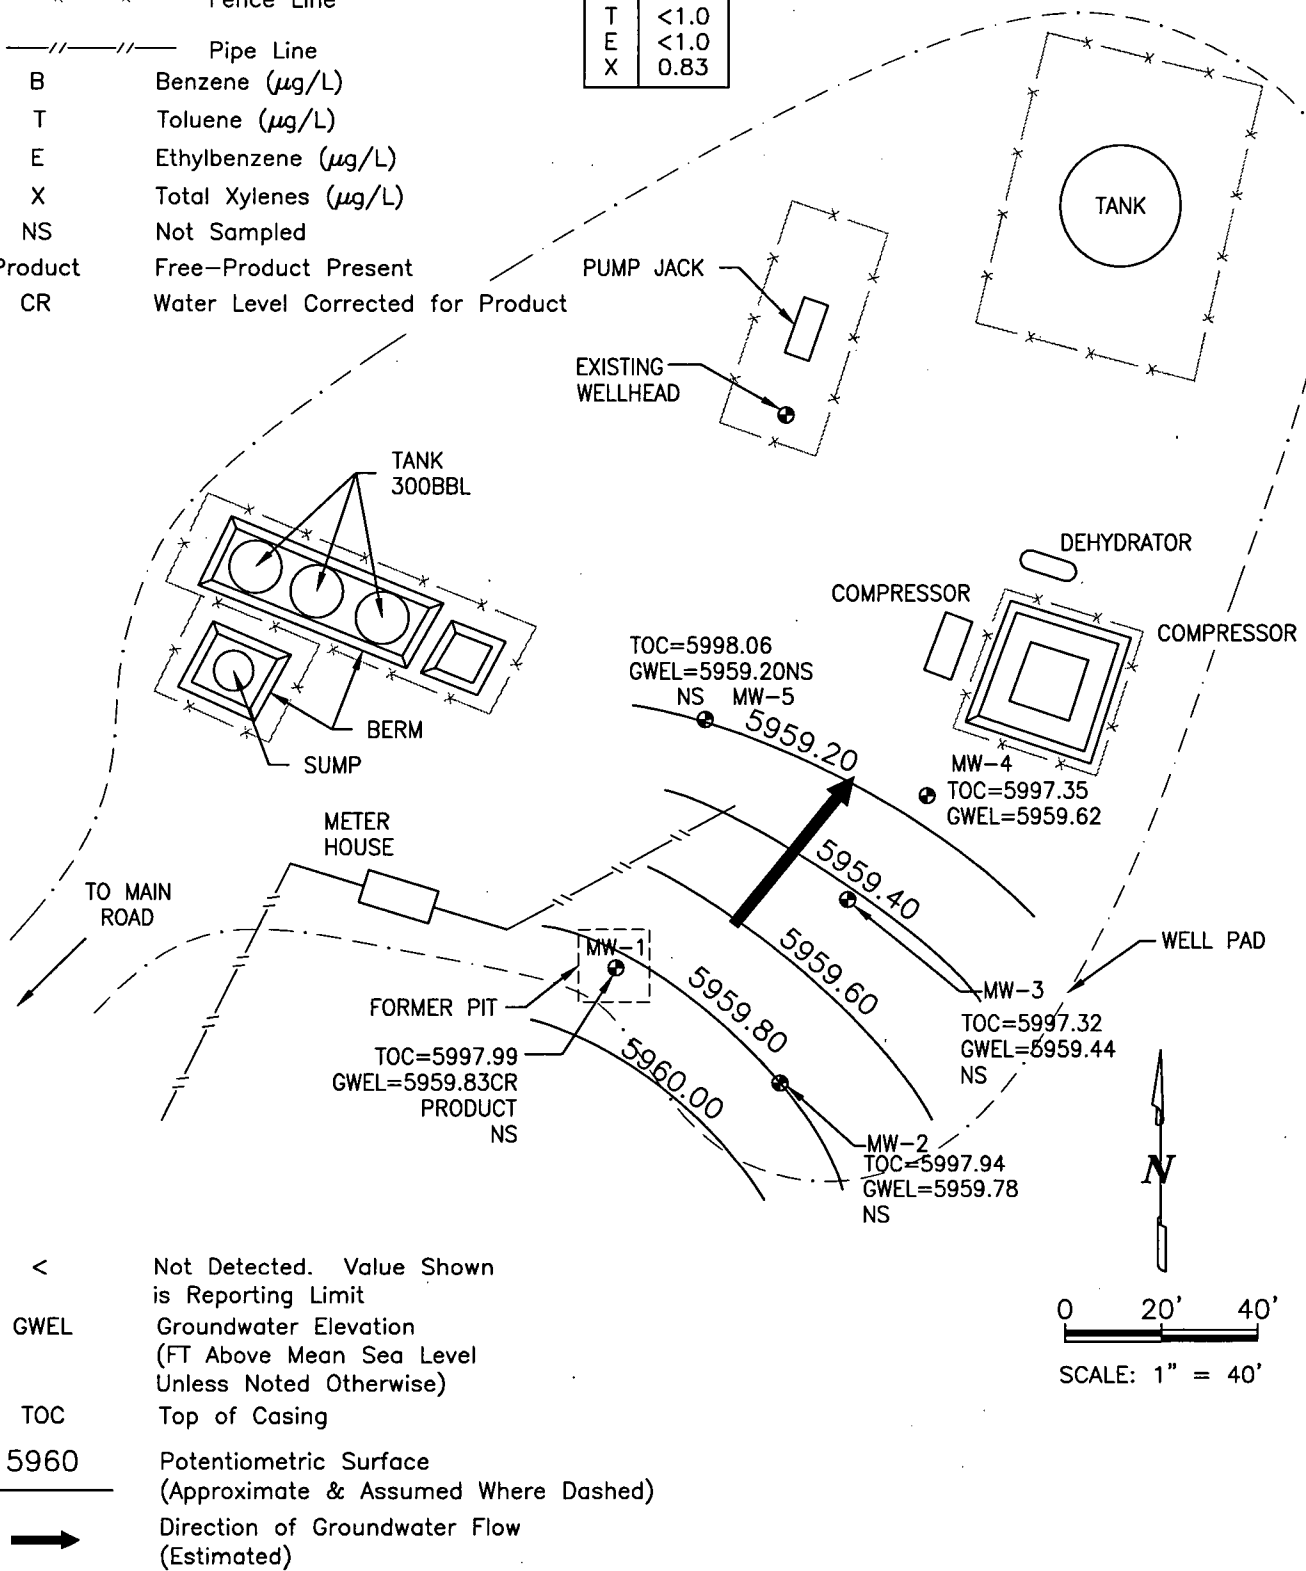 Fence Line
Pipe Line
B Benzene (µg/L)
T Toluene (µg/L)
E Ethylbenzene (µg/L)
X Total Xylenes (µg/L)
NS Not Sampled
Product Free-Product Present
CR Water Level Corrected for Product
T <1.0
E <1.0
X 0.83
TANK
PUMP JACK
EXISTING
WELLHEAD
TANK
300BBL
DEHYDRATOR
COMPRESSOR
COMPRESSOR
TOC=5998.06
GWEL=5959.20NS
NS MW-5
BERM
SUMP
5959.20
MW-4
TOC=5997.35
GWEL=5959.62
METER
HOUSE
5959.40
TO MAIN
ROAD
MW-1
WELL PAD
5959.60
MW-3
TOC=5997.32
GWEL=5959.44
NS
FORMER PIT
5959.80
TOC=5997.99
GWEL=5959.83CR
PRODUCT
NS
5960.00
MW-2
TOC=5997.94
GWEL=5959.78
NS
N
0 20' 40'
SCALE: 1" = 40'
< Not Detected. Value Shown
is Reporting Limit
GWEL Groundwater Elevation
(FT Above Mean Sea Level
Unless Noted Otherwise)
TOC Top of Casing
5960 Potentiometric Surface
(Approximate & Assumed Where Dashed)
Direction of Groundwater Flow
(Estimated)